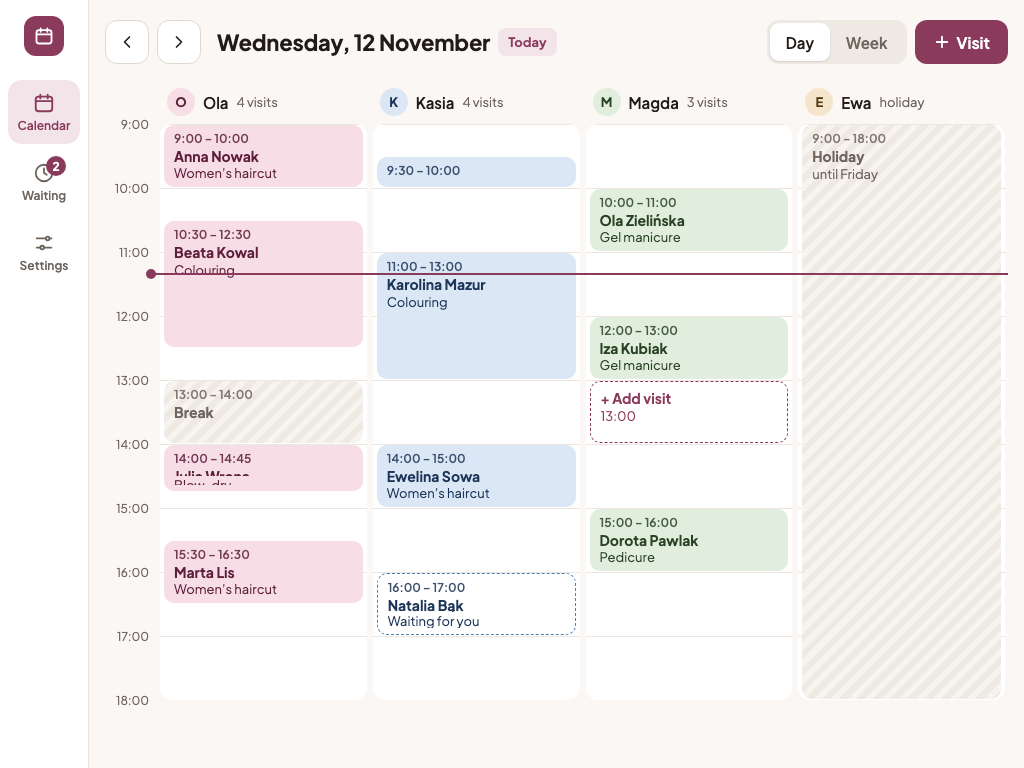 Wednesday, 12 November
Today
Day
Week
+ Visit
Calendar
2
Waiting
Settings
O Ola 4 visits
K Kasia 4 visits
M Magda 3 visits
E Ewa holiday
9:00
10:00
11:00
12:00
13:00
14:00
15:00
16:00
17:00
18:00
9:00 – 10:00
Anna Nowak
Women's haircut
10:30 – 12:30
Beata Kowal
Colouring
13:00 – 14:00
Break
14:00 – 14:45
Blow-dry
15:30 – 16:30
Marta Lis
Women's haircut
9:30 – 10:00
11:00 – 13:00
Karolina Mazur
Colouring
14:00 – 15:00
Ewelina Sowa
Women's haircut
16:00 – 17:00
Natalia Bąk
Waiting for you
10:00 – 11:00
Ola Zielińska
Gel manicure
12:00 – 13:00
Iza Kubiak
Gel manicure
+ Add visit
13:00
15:00 – 16:00
Dorota Pawlak
Pedicure
9:00 – 18:00
Holiday
until Friday